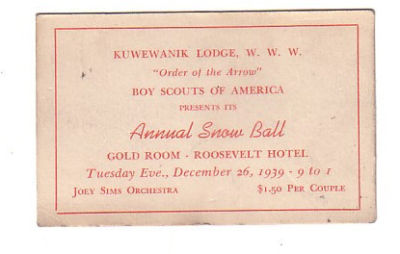 KUWEWANIK LODGE, W. W. W.
"Order of the Arrow"
BOY SCOUTS OF AMERICA
PRESENTS ITS
Annual Snow Ball
GOLD ROOM · ROOSEVELT HOTEL
Tuesday Eve., December 26, 1939 - 9 to 1
JOEY SIMS ORCHESTRA $1.50 PER COUPLE